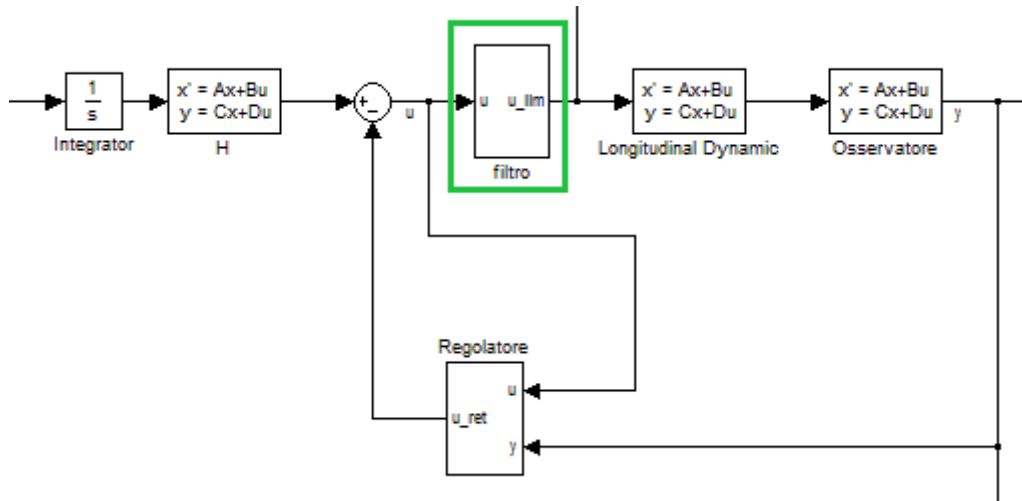 1
s
Integrator
x' = Ax+Bu
y = Cx+Du
H
+
−
u
u u_lim
filtro
x' = Ax+Bu
y = Cx+Du
Longitudinal Dynamic
x' = Ax+Bu
y = Cx+Du
Osservatore
y
Regolatore
u
u_ret
y